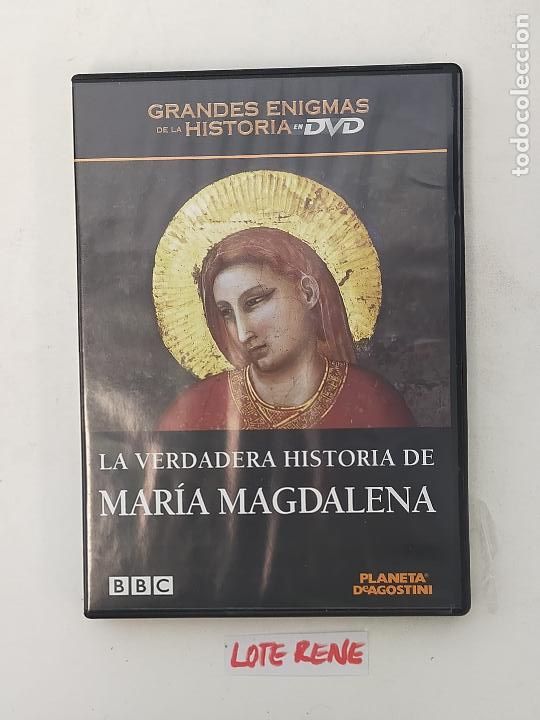 GRANDES ENIGMAS
DE LA HISTORIA EN DVD
LA VERDADERA HISTORIA DE
MARÍA MAGDALENA
BBC
PLANETA
DeAGOSTINI
LOTE RENE
todocoleccion